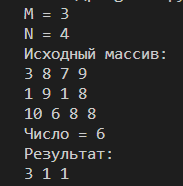 M = 3
N = 4
Исходный массив:
3 8 7 9
1 9 1 8
10 6 8 8
Число = 6
Результат:
3 1 1